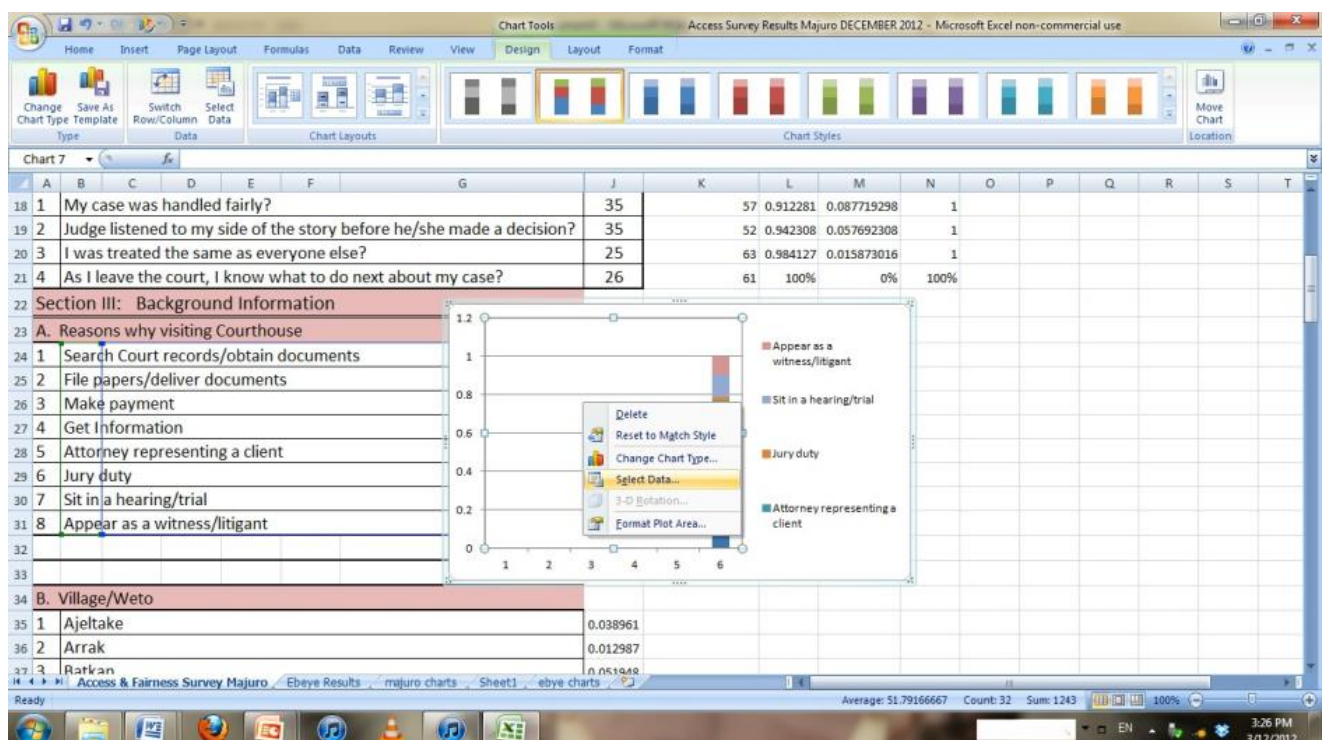 Chart Tools
Access Survey Results Majuro DECEMBER 2012 - Microsoft Excel non-commercial use
Home Insert Page Layout Formulas Data Review View Design Layout Format
Change Chart Type
Save As Template
Switch Row/Column
Select Data
Move Chart
Type Data Chart Layouts Chart Styles Location
Chart 7 fx
A B C D E F G J K L M N O P Q R S T
18 1 My case was handled fairly? 35 57 0.912281 0.087719298 1
19 2 Judge listened to my side of the story before he/she made a decision? 35 52 0.942308 0.057692308 1
20 3 I was treated the same as everyone else? 25 63 0.984127 0.015873016 1
21 4 As I leave the court, I know what to do next about my case? 26 61 100% 0% 100%
22 Section III: Background Information
23 A. Reasons why visiting Courthouse
24 1 Search Court records/obtain documents
25 2 File papers/deliver documents
26 3 Make payment
27 4 Get Information
28 5 Attorney representing a client
29 6 Jury duty
30 7 Sit in a hearing/trial
31 8 Appear as a witness/litigant
32
33
34 B. Village/Weto
35 1 Ajeltake 0.038961
36 2 Arrak 0.012987
37 3 Batkan 0.051948
1.2
1
0.8
0.6
0.4
0.2
0
1 2 3 4 5 6
Appear as a
witness/litigant
Sit in a hearing/trial
Jury duty
Attorney representing a
client
Delete
Reset to Match Style
Change Chart Type...
Select Data...
3-D Rotation...
Format Plot Area...
Access & Fairness Survey Majuro Ebeye Results majuro charts Sheet1 ebye charts
Ready Average: 51.79166667 Count: 32 Sum: 1243 100%
EN 3:26 PM
3/12/2012